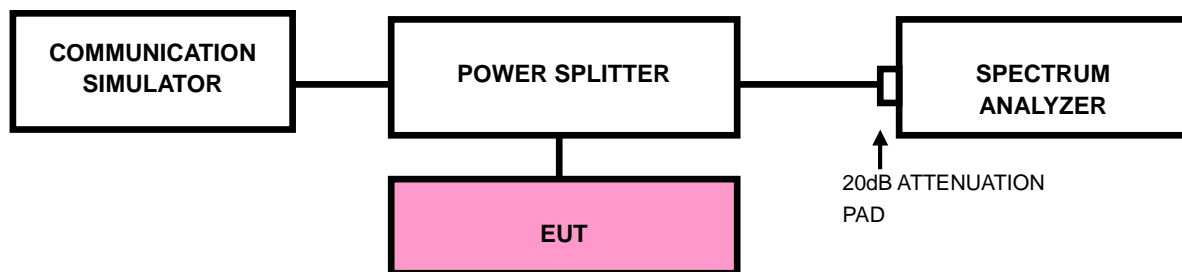 COMMUNICATION
SIMULATOR
POWER SPLITTER
SPECTRUM
ANALYZER
20dB ATTENUATION
PAD
EUT